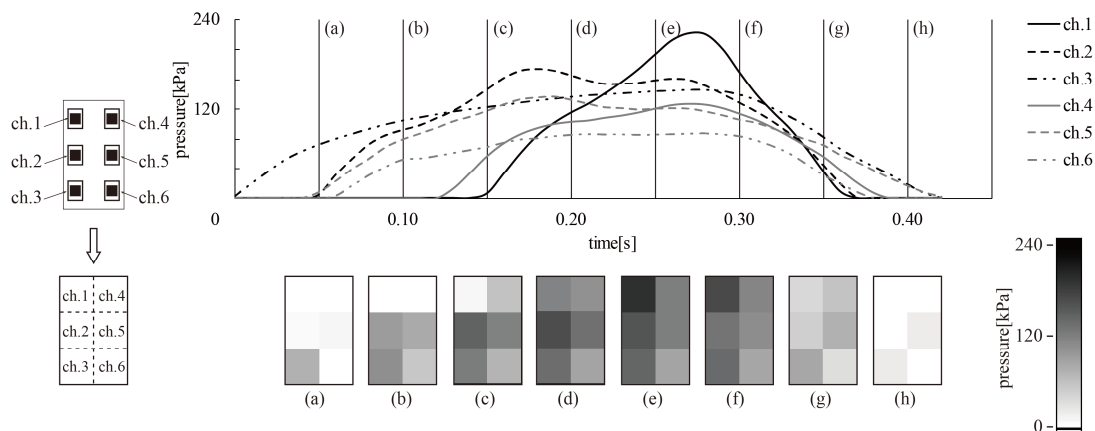 240
120
pressure[kPa]
(a) (b) (c) (d) (e) (f) (g) (h)
0 0.10 0.20 0.30 0.40
time[s]
ch.1
ch.2
ch.3
ch.4
ch.5
ch.6
ch.1 ch.4
ch.2 ch.5
ch.3 ch.6
ch.1 ch.4
ch.2 ch.5
ch.3 ch.6
(a) (b) (c) (d) (e) (f) (g) (h)
240
120
0
pressure[kPa]